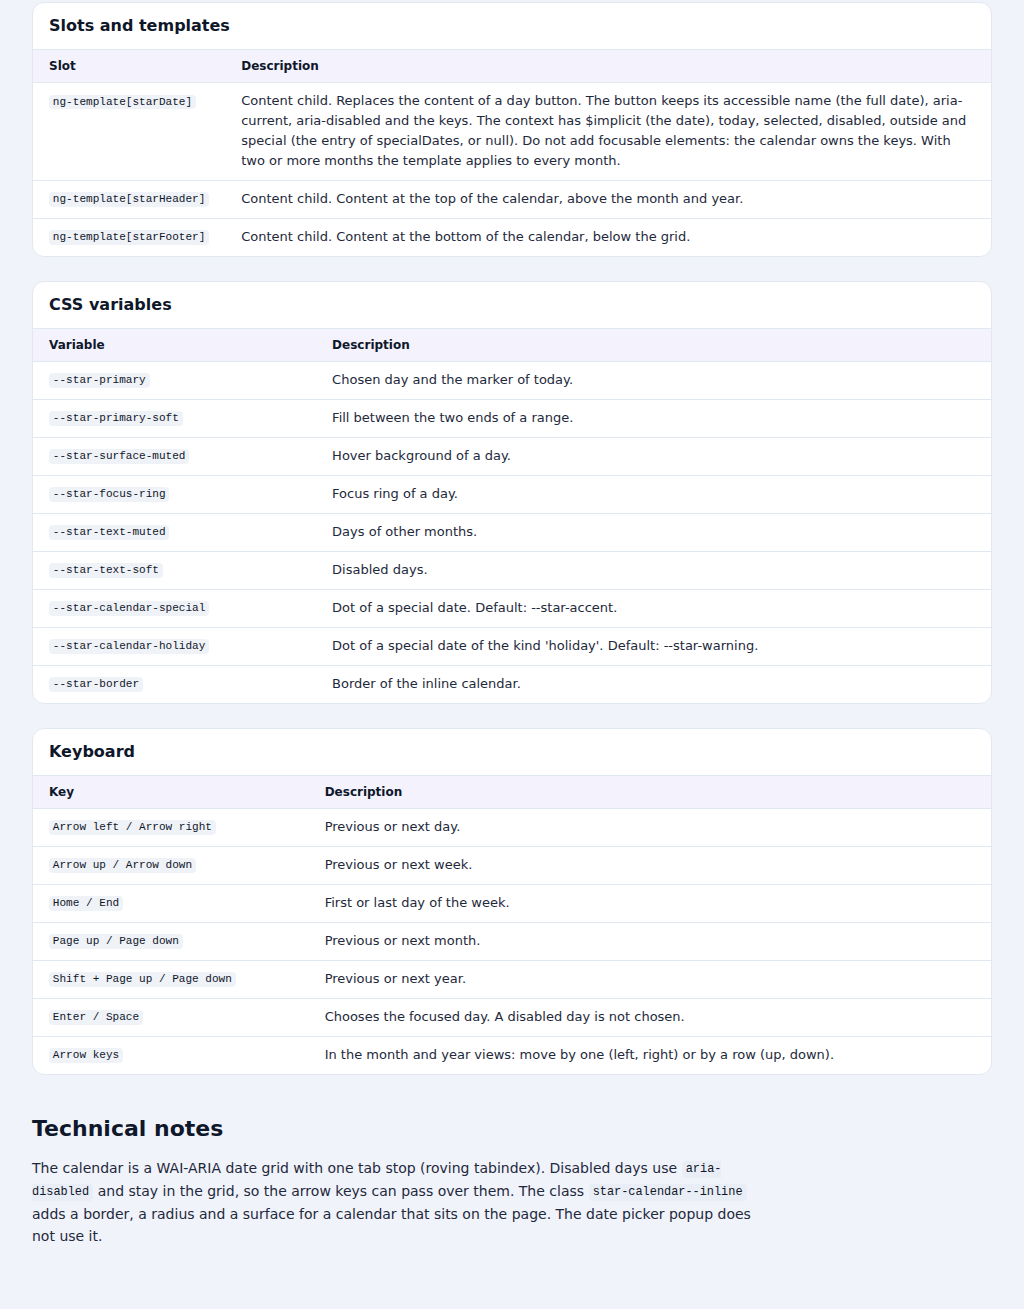 Slots and templates
Slot Description
ng-template[starDate] Content child. Replaces the content of a day button. The button keeps its accessible name (the full date), aria-
current, aria-disabled and the keys. The context has $implicit (the date), today, selected, disabled, outside and
special (the entry of specialDates, or null). Do not add focusable elements: the calendar owns the keys. With
two or more months the template applies to every month.
ng-template[starHeader] Content child. Content at the top of the calendar, above the month and year.
ng-template[starFooter] Content child. Content at the bottom of the calendar, below the grid.
CSS variables
Variable Description
--star-primary Chosen day and the marker of today.
--star-primary-soft Fill between the two ends of a range.
--star-surface-muted Hover background of a day.
--star-focus-ring Focus ring of a day.
--star-text-muted Days of other months.
--star-text-soft Disabled days.
--star-calendar-special Dot of a special date. Default: --star-accent.
--star-calendar-holiday Dot of a special date of the kind 'holiday'. Default: --star-warning.
--star-border Border of the inline calendar.
Keyboard
Key Description
Arrow left / Arrow right Previous or next day.
Arrow up / Arrow down Previous or next week.
Home / End First or last day of the week.
Page up / Page down Previous or next month.
Shift + Page up / Page down Previous or next year.
Enter / Space Chooses the focused day. A disabled day is not chosen.
Arrow keys In the month and year views: move by one (left, right) or by a row (up, down).
Technical notes
The calendar is a WAI-ARIA date grid with one tab stop (roving tabindex). Disabled days use aria-
disabled and stay in the grid, so the arrow keys can pass over them. The class star-calendar--inline
adds a border, a radius and a surface for a calendar that sits on the page. The date picker popup does
not use it.